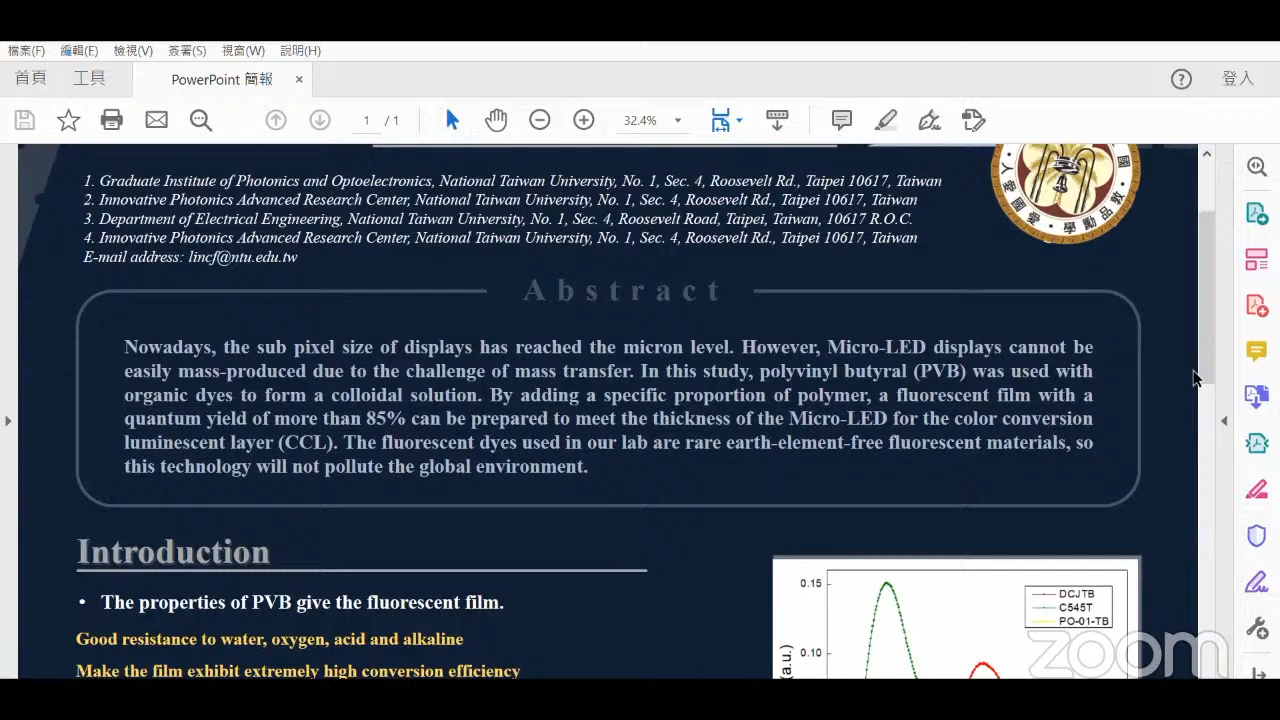 檔案(F) 編輯(E) 檢視(V) 簽署(S) 視窗(W) 說明(H)
首頁 工具 PowerPoint 簡報 × ? 登入
1 / 1 32.4%
1. Graduate Institute of Photonics and Optoelectronics, National Taiwan University, No. 1, Sec. 4, Roosevelt Rd., Taipei 10617, Taiwan
2. Innovative Photonics Advanced Research Center, National Taiwan University, No. 1, Sec. 4, Roosevelt Rd., Taipei 10617, Taiwan
3. Department of Electrical Engineering, National Taiwan University, No. 1, Sec. 4, Roosevelt Road, Taipei, Taiwan, 10617 R.O.C.
4. Innovative Photonics Advanced Research Center, National Taiwan University, No. 1, Sec. 4, Roosevelt Rd., Taipei 10617, Taiwan
E-mail address: lincf@ntu.edu.tw
Abstract
Nowadays, the sub pixel size of displays has reached the micron level. However, Micro-LED displays cannot be
easily mass-produced due to the challenge of mass transfer. In this study, polyvinyl butyral (PVB) was used with
organic dyes to form a colloidal solution. By adding a specific proportion of polymer, a fluorescent film with a
quantum yield of more than 85% can be prepared to meet the thickness of the Micro-LED for the color conversion
luminescent layer (CCL). The fluorescent dyes used in our lab are rare earth-element-free fluorescent materials, so
this technology will not pollute the global environment.
Introduction
• The properties of PVB give the fluorescent film.
Good resistance to water, oxygen, acid and alkaline
Make the film exhibit extremely high conversion efficiency
0.15
0.10
(a.u.)
DCJTB
C545T
PO-01-TB
zoom